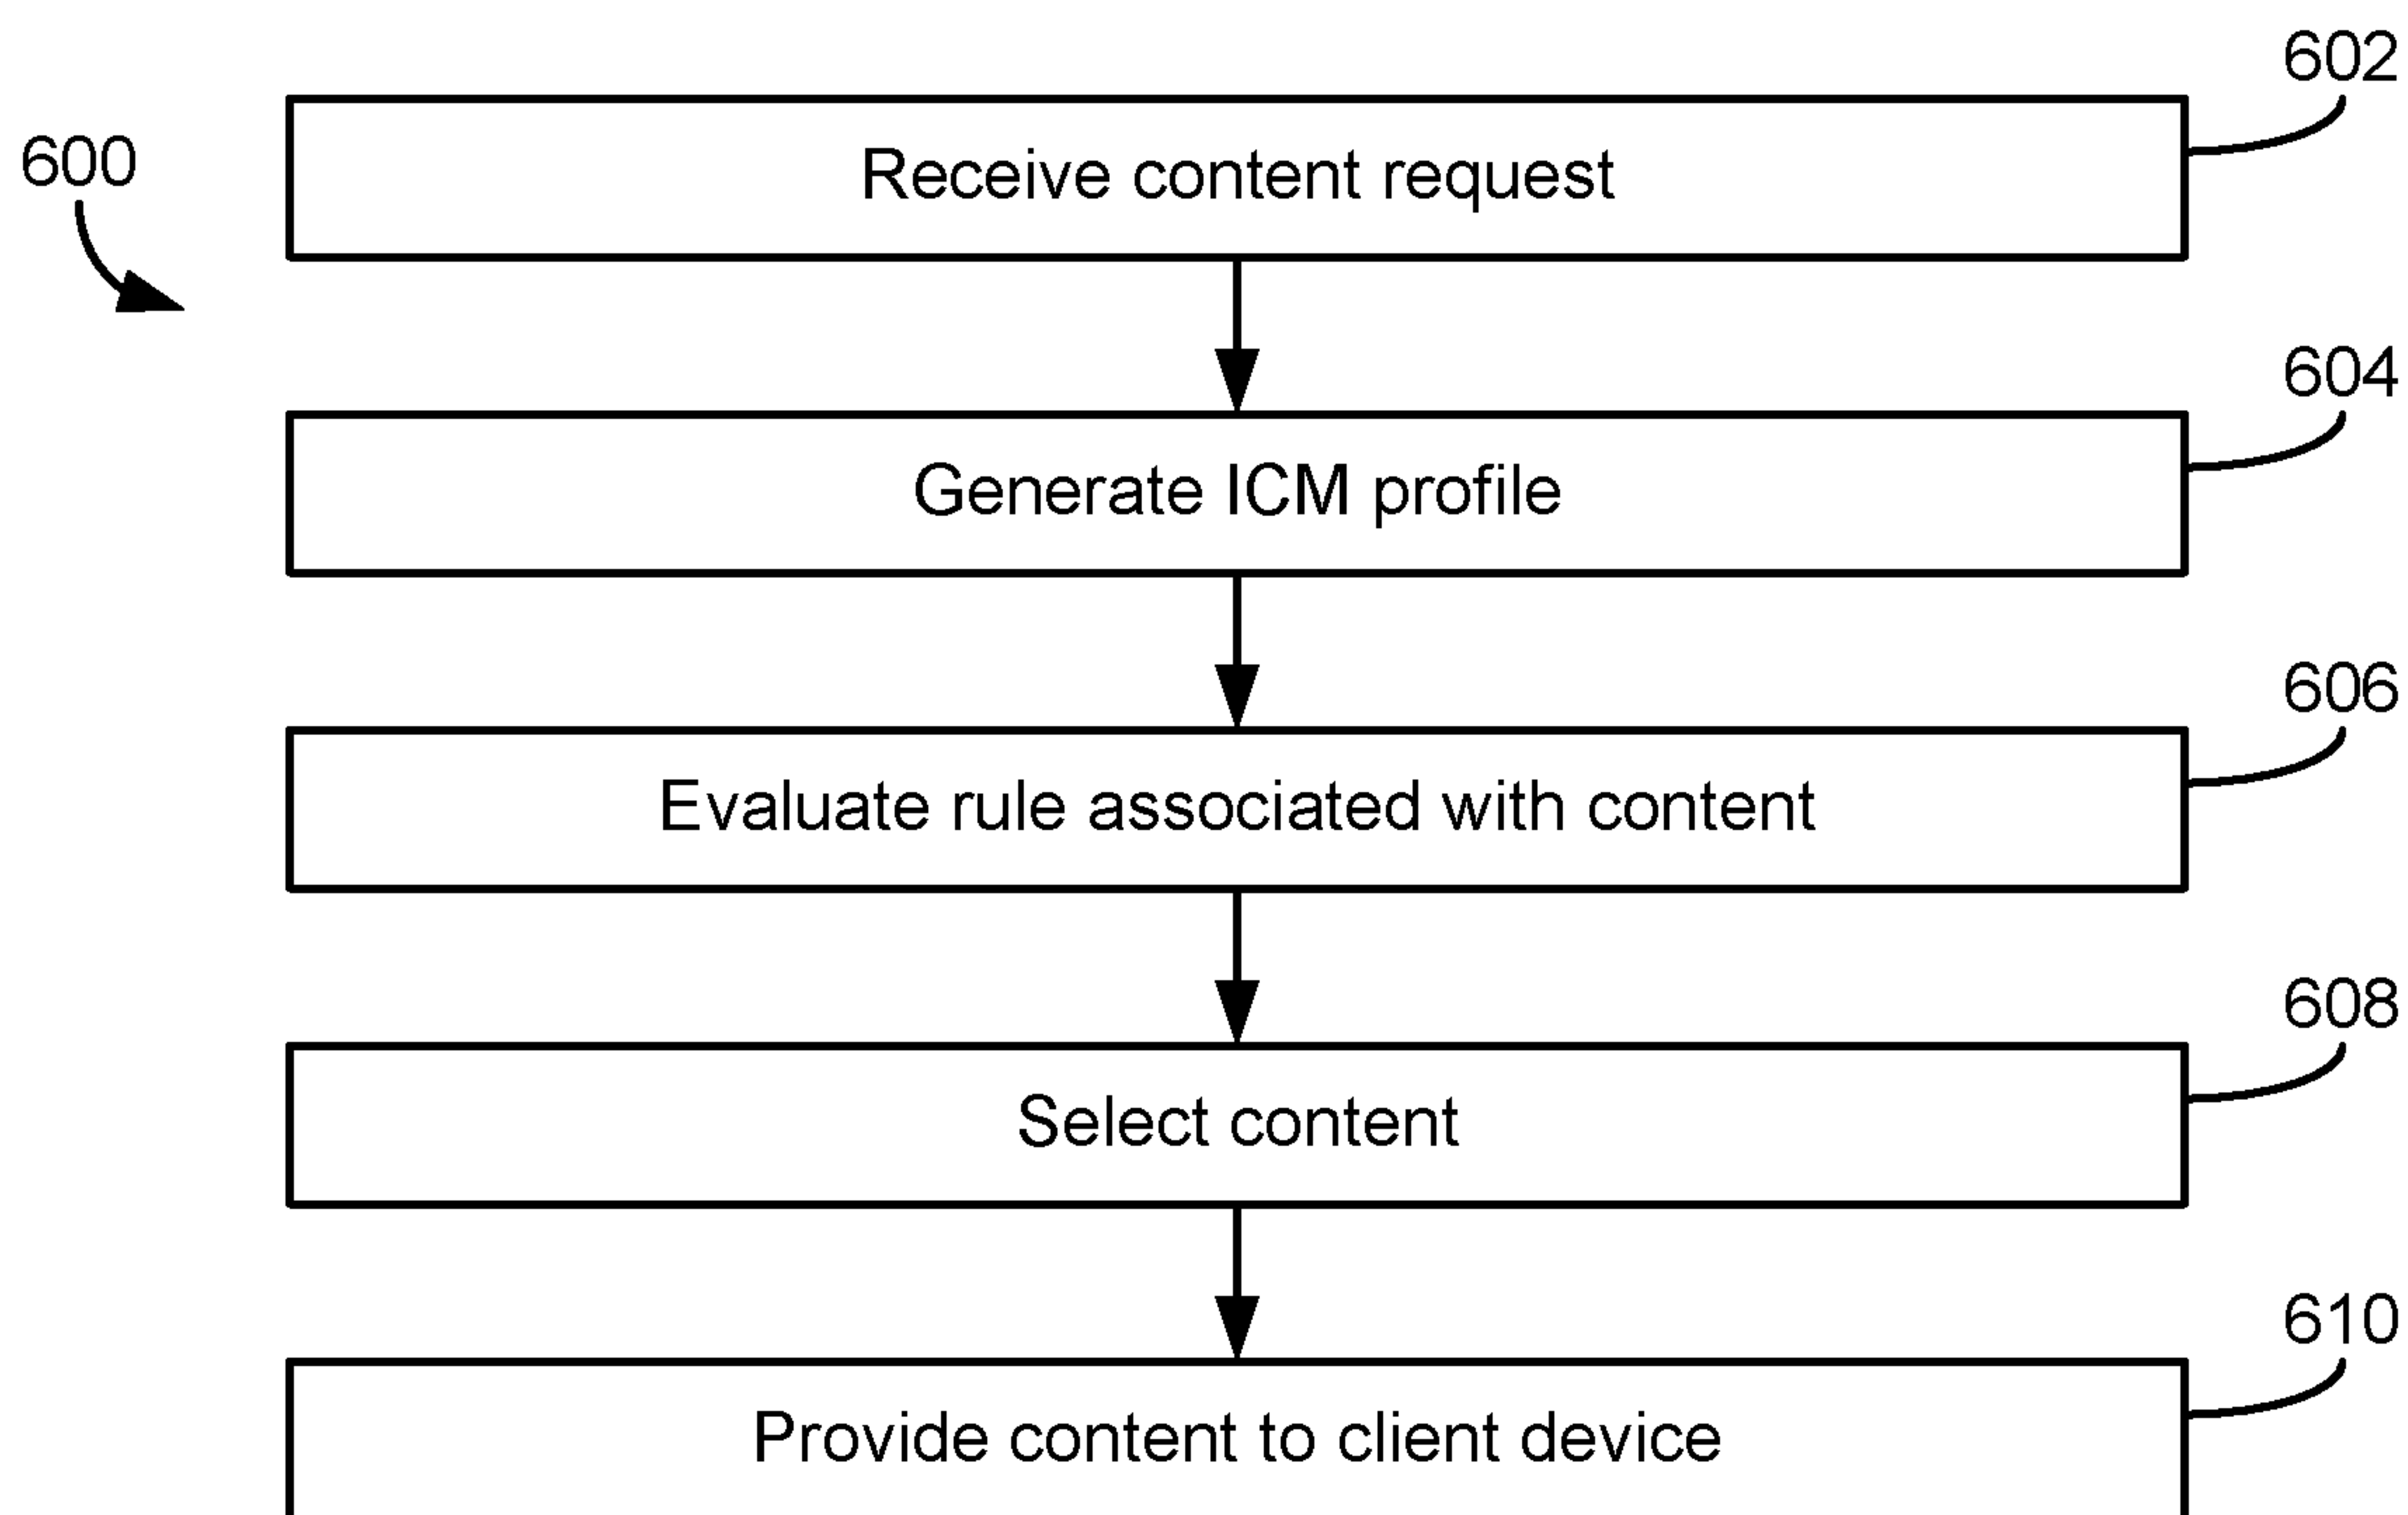 602
600
Receive content request
604
Generate ICM profile
606
Evaluate rule associated with content
608
Select content
610
Provide content to client device